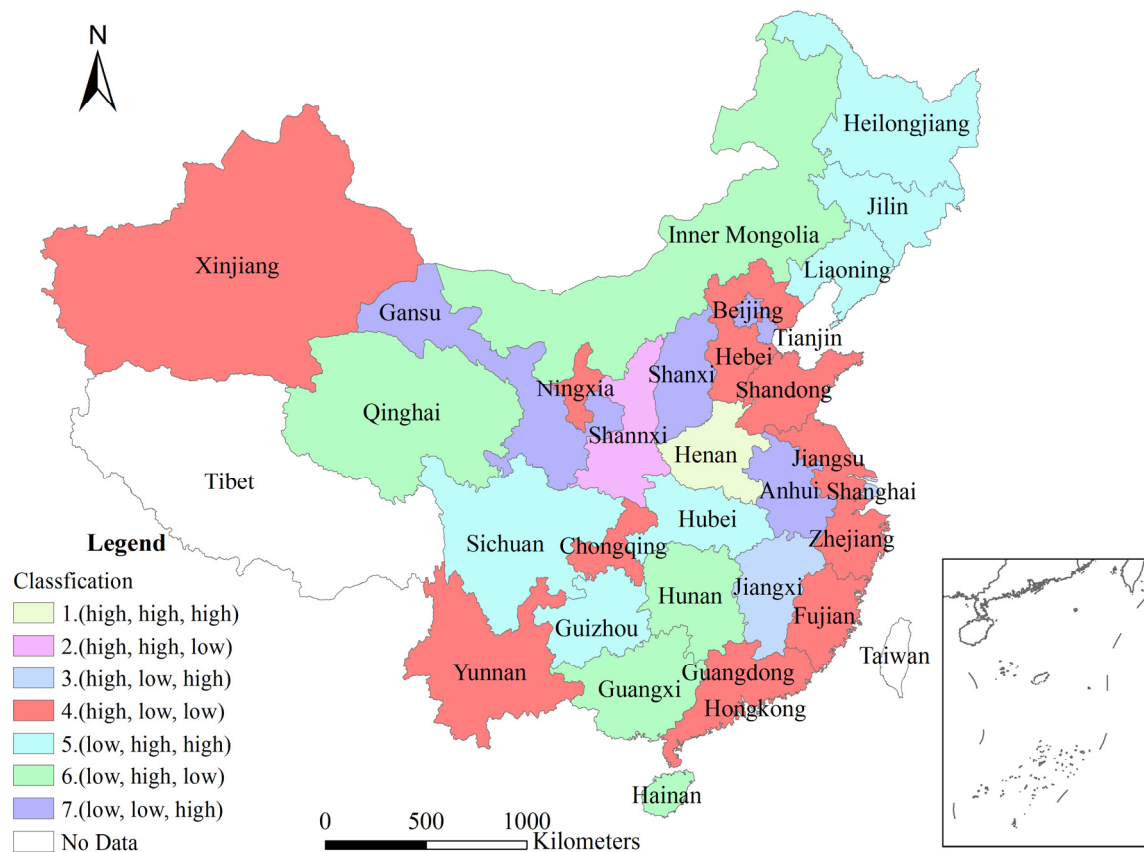 N
Heilongjiang
Jilin
Inner Mongolia
Liaoning
Xinjiang
Gansu
Beijing
Tianjin
Hebei
Shanxi
Ningxia
Shandong
Qinghai
Shannxi
Henan
Jiangsu
Tibet
Anhui
Shanghai
Hubei
Sichuan
Chongqing
Zhejiang
Jiangxi
Hunan
Fujian
Guizhou
Taiwan
Yunnan
Guangdong
Guangxi
Hongkong
Hainan
Legend
Classfication
1.(high, high, high)
2.(high, high, low)
3.(high, low, high)
4.(high, low, low)
5.(low, high, high)
6.(low, high, low)
7.(low, low, high)
No Data
0 500 1000
Kilometers